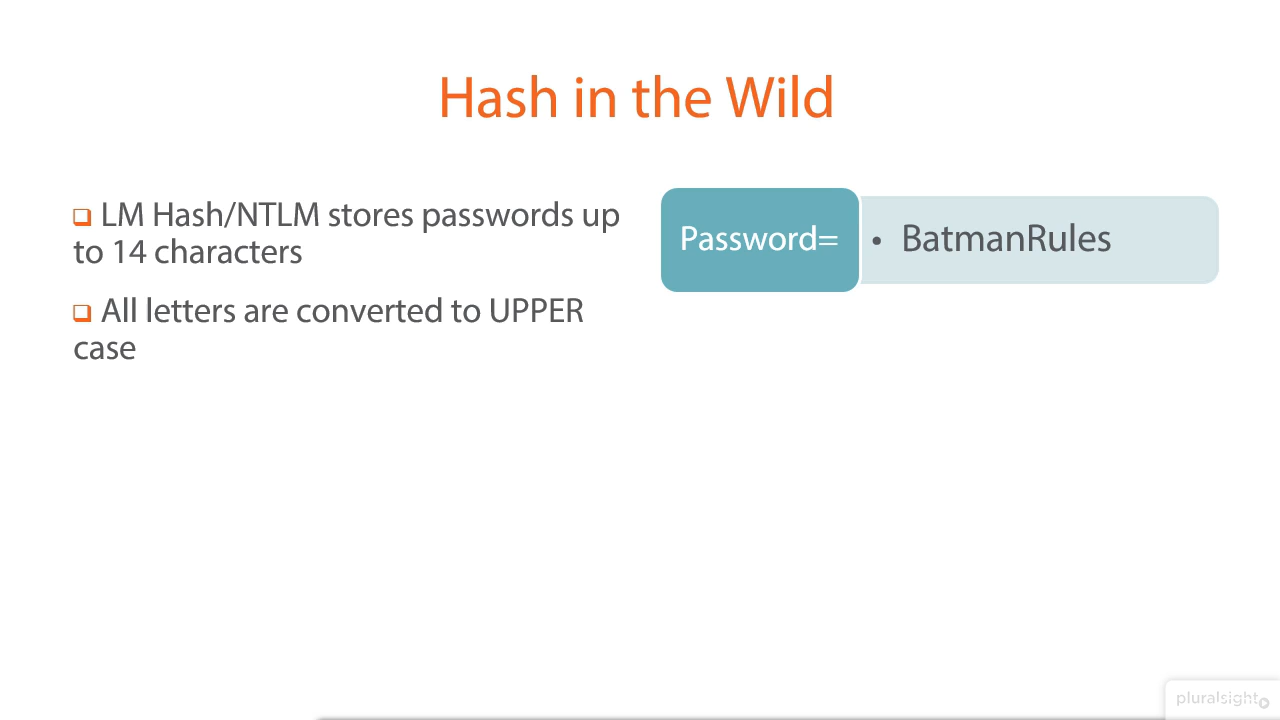 Hash in the Wild
LM Hash/NTLM stores passwords up
to 14 characters
All letters are converted to UPPER
case
Password=
• BatmanRules
pluralsight